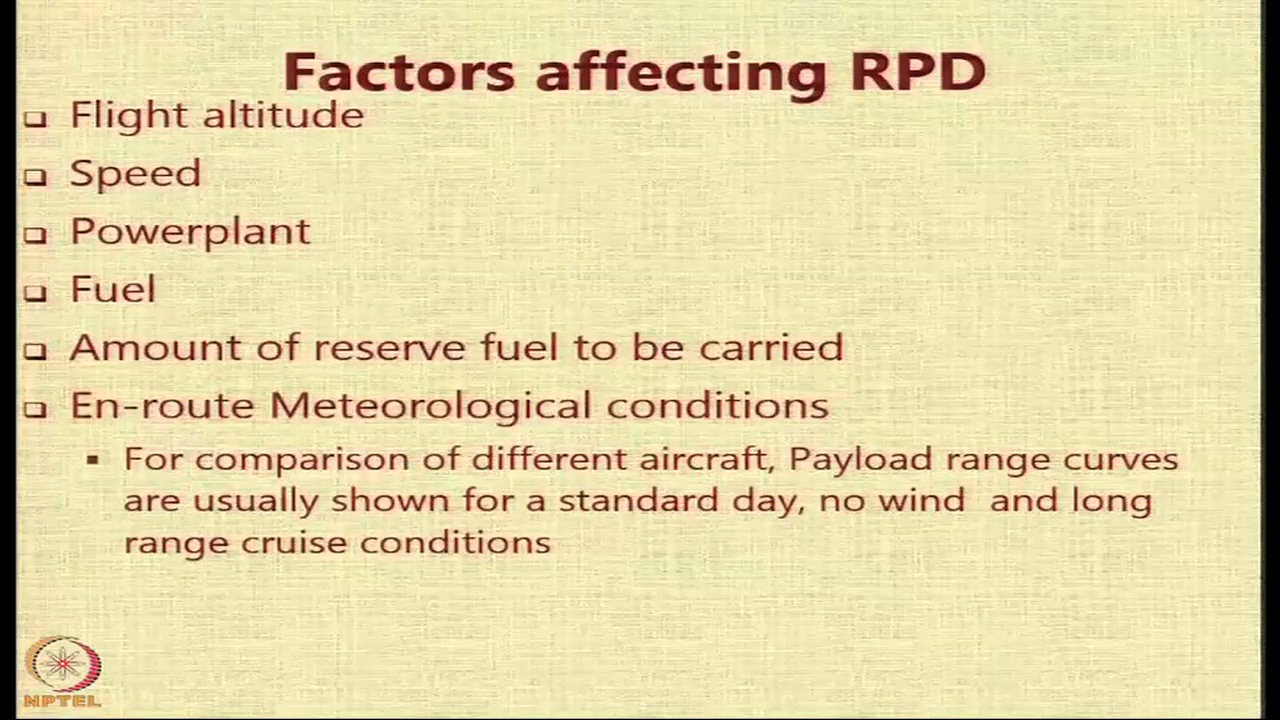 Factors affecting RPD
Flight altitude
Speed
Powerplant
Fuel
Amount of reserve fuel to be carried
En-route Meteorological conditions
For comparison of different aircraft, Payload range curves
are usually shown for a standard day, no wind and long
range cruise conditions
NPTEL